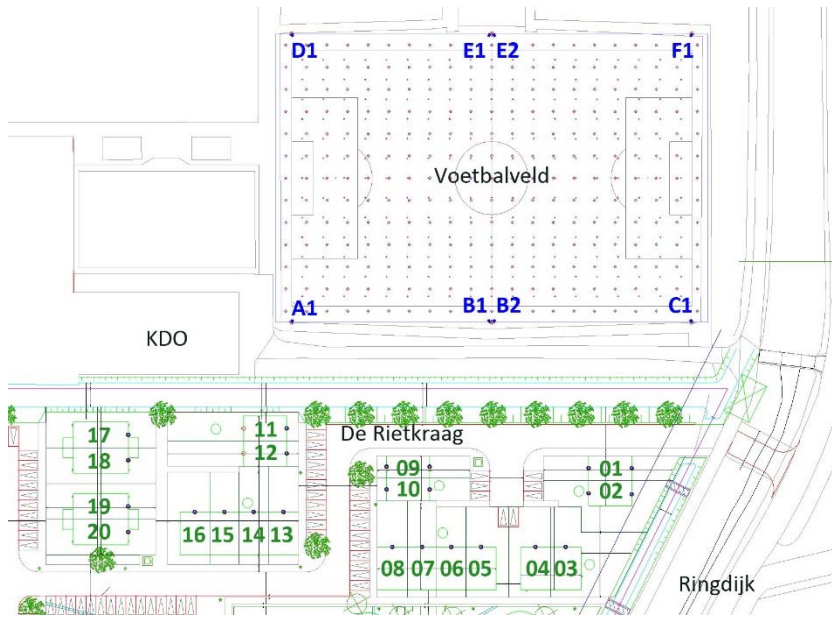 D1 E1 E2 F1
Voetbalveld
A1 B1 B2 C1
KDO
De Rietkraag
17 11
18 12
09 01
10 02
19
20
16 15 14 13
08 07 06 05 04 03
Ringdijk